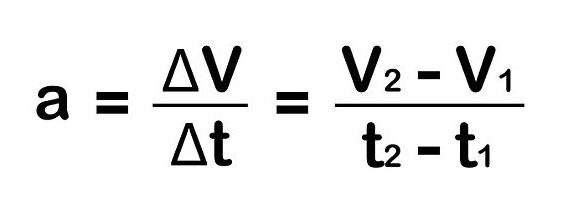 a = ΔV / Δt = V₂ - V₁ / t₂ - t₁